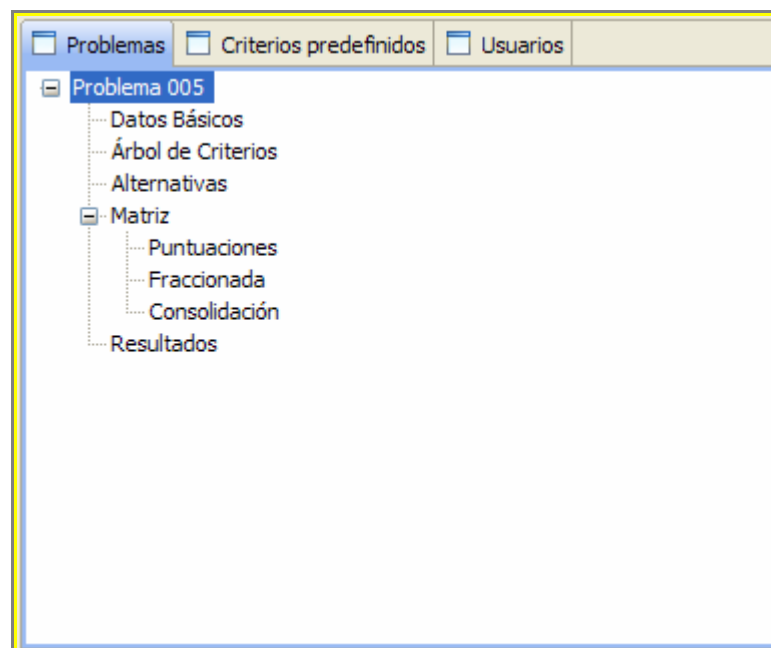 Problemas Criterios predefinidos Usuarios
Problema 005
Datos Básicos
Árbol de Criterios
Alternativas
Matriz
Puntuaciones
Fraccionada
Consolidación
Resultados